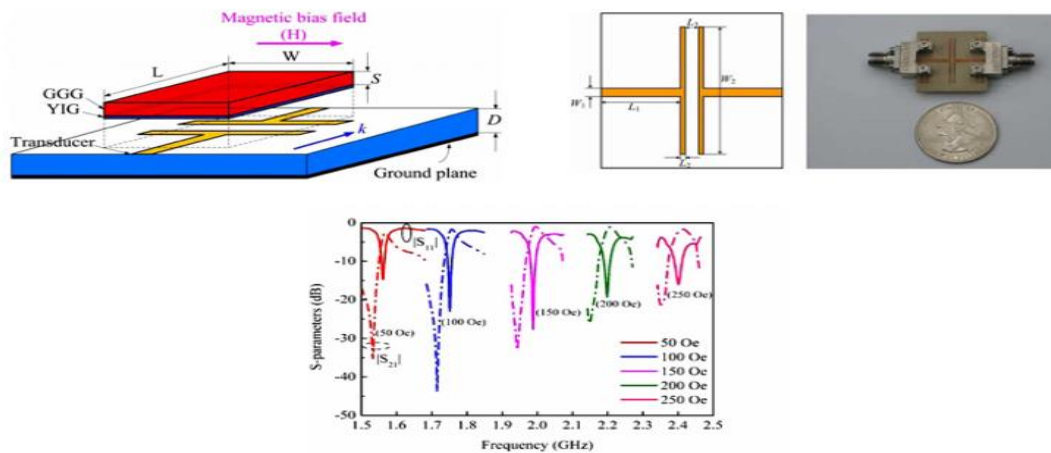 Magnetic bias field
(H)
L
W
S
GGG
YIG
Transducer
k
D
Ground plane
L₂
W₁
L₁
W₂
L₂
|S₁₁|
(50 Oe)
(100 Oe)
(150 Oe)
(200 Oe)
(250 Oe)
|S₂₁|
S-parameters (dB)
0
-10
-20
-30
-40
-50
50 Oe
100 Oe
150 Oe
200 Oe
250 Oe
1.5 1.6 1.7 1.8 1.9 2.0 2.1 2.2 2.3 2.4 2.5
Frequency (GHz)